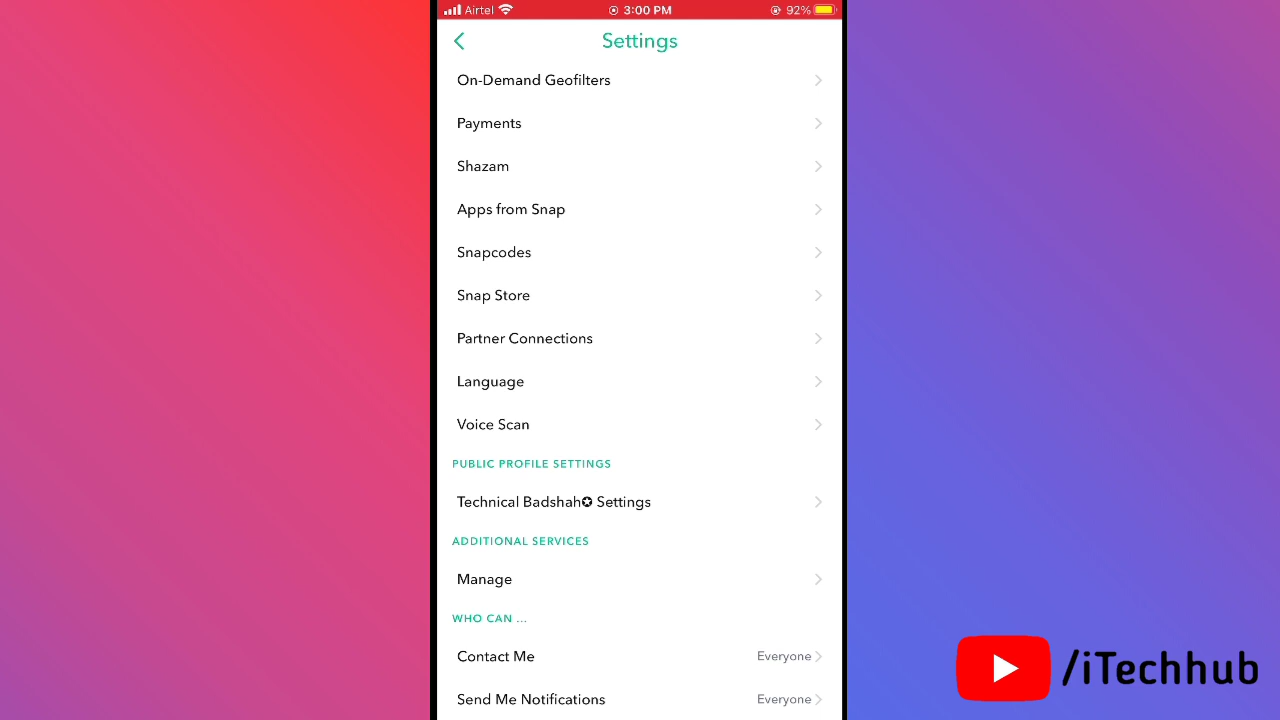 Airtel 3:00 PM 92%
Settings
On-Demand Geofilters
Payments
Shazam
Apps from Snap
Snapcodes
Snap Store
Partner Connections
Language
Voice Scan
PUBLIC PROFILE SETTINGS
Technical Badshah✪ Settings
ADDITIONAL SERVICES
Manage
WHO CAN ...
Contact Me Everyone
Send Me Notifications Everyone
/iTechhub